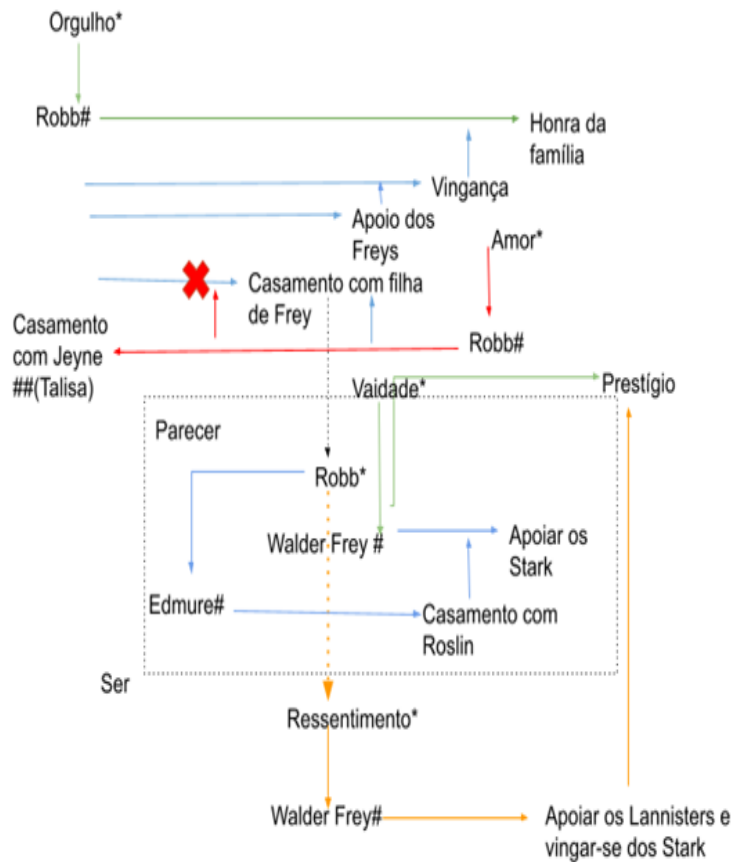 Orgulho*
Robb#
Honra da
família
Vingança
Apoio dos
Freys
Amor*
Casamento com filha
de Frey
Casamento
com Jeyne
##(Talisa)
Robb#
Vaidade*
Prestígio
Parecer
Robb*
Walder Frey #
Apoiar os
Stark
Edmure#
Casamento com
Roslin
Ser
Ressentimento*
Walder Frey#
Apoiar os Lannisters e
vingar-se dos Stark